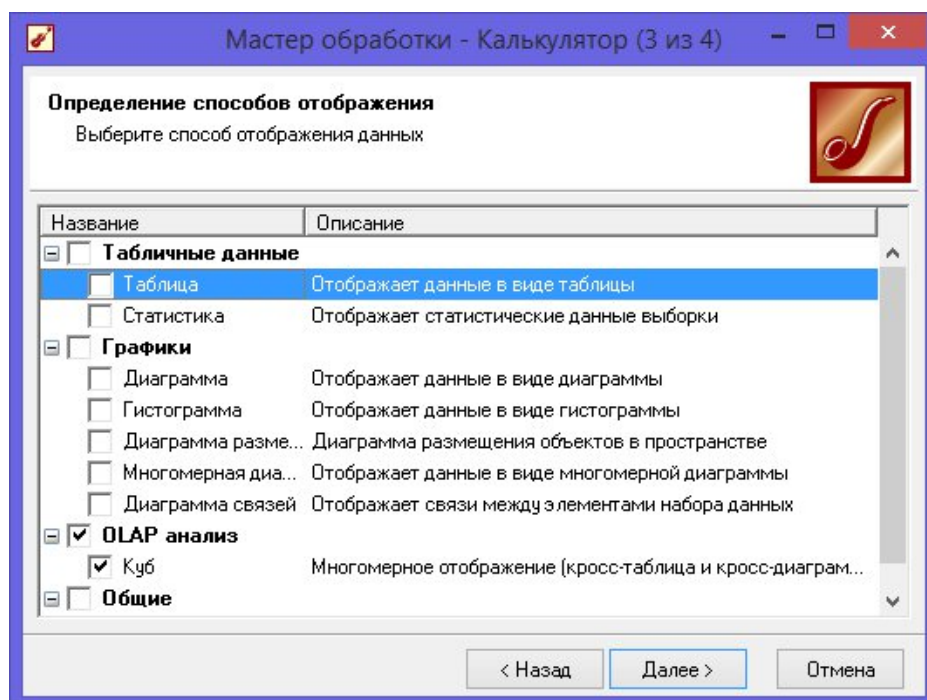 Мастер обработки - Калькулятор (3 из 4)
Определение способов отображения
Выберите способ отображения данных
Название Описание
Табличные данные
Таблица Отображает данные в виде таблицы
Статистика Отображает статистические данные выборки
Графики
Диаграмма Отображает данные в виде диаграммы
Гистограмма Отображает данные в виде гистограммы
Диаграмма разме... Диаграмма размещения объектов в пространстве
Многомерная диа... Отображает данные в виде многомерной диаграммы
Диаграмма связей Отображает связи между элементами набора данных
OLAP анализ
Куб Многомерное отображение (кросс-таблица и кросс-диаграм...
Общие
< Назад Далее > Отмена